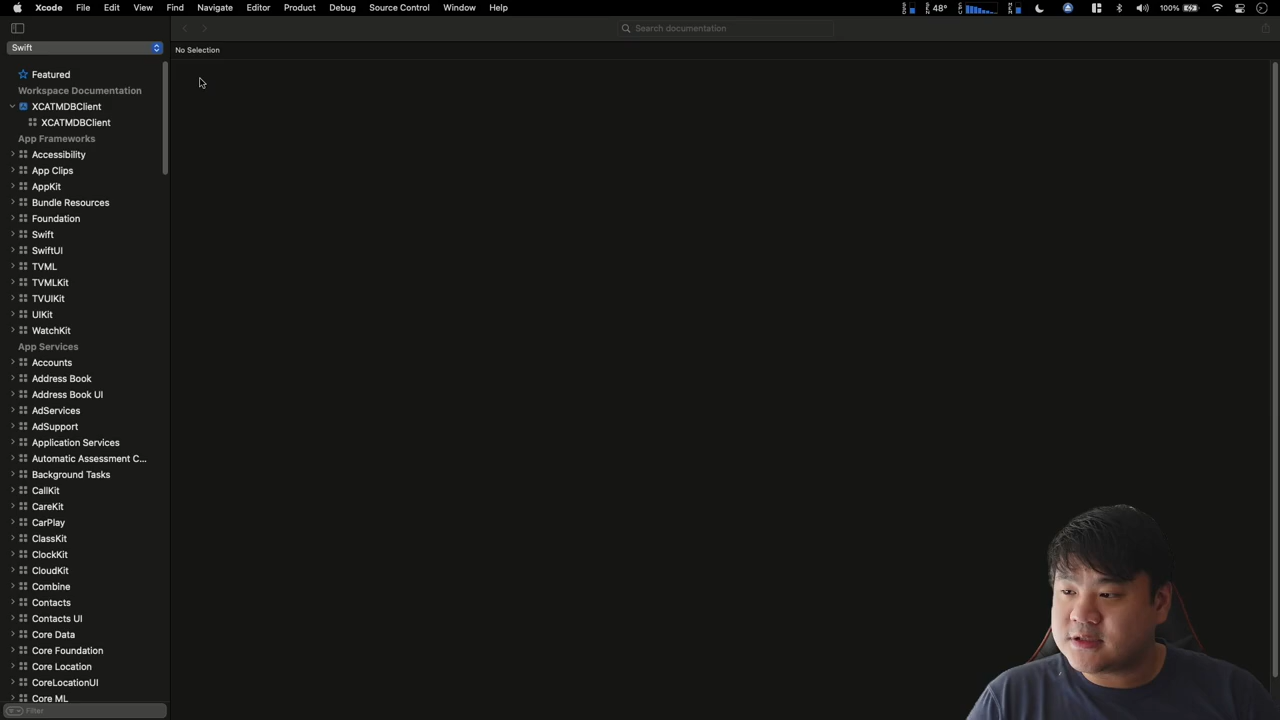 Xcode File Edit View Find Navigate Editor Product Debug Source Control Window Help 48° 100%
Search documentation
Swift
No Selection
Featured
Workspace Documentation
XCATMDBClient
XCATMDBClient
App Frameworks
Accessibility
App Clips
AppKit
Bundle Resources
Foundation
Swift
SwiftUI
TVML
TVMLKit
TVUIKit
UIKit
WatchKit
App Services
Accounts
Address Book
Address Book UI
AdServices
AdSupport
Application Services
Automatic Assessment C...
Background Tasks
CallKit
CareKit
CarPlay
ClassKit
ClockKit
CloudKit
Combine
Contacts
Contacts UI
Core Data
Core Foundation
Core Location
CoreLocationUI
Core ML
Filter